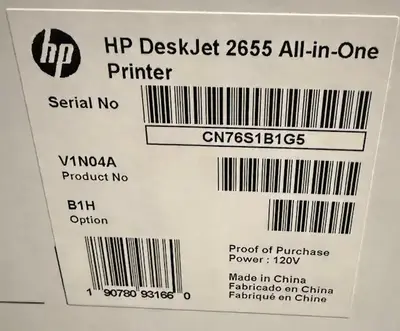 hp
HP DeskJet 2655 All-in-One
Printer
Serial No
CN76S1B1G5
V1N04A
Product No
B1H
Option
Proof of Purchase
Power : 120V
Made in China
Fabricado en China
Fabriqué en Chine
1 90780 93166 0